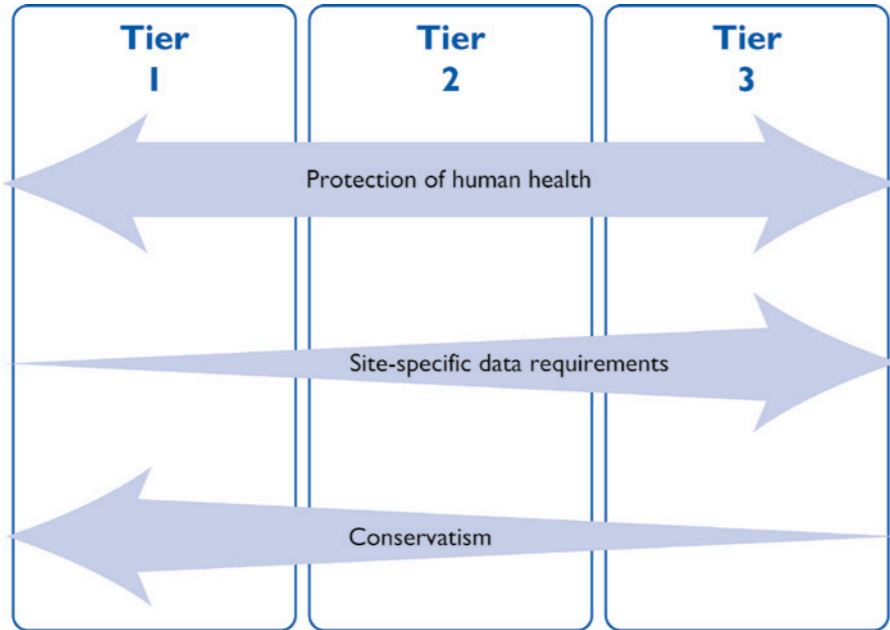 Tier
1
Tier
2
Tier
3
Protection of human health
Site-specific data requirements
Conservatism